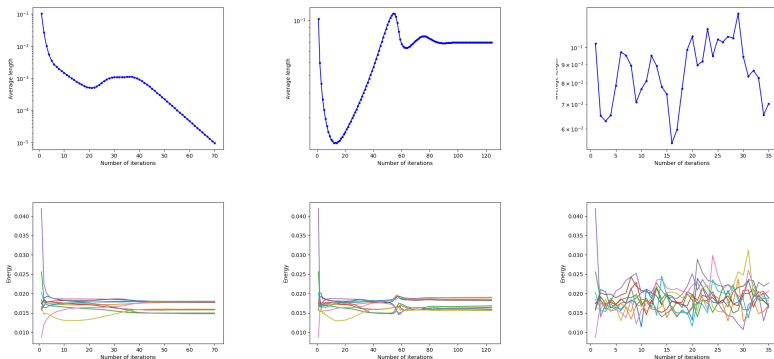 10⁻¹
10⁻²
10⁻³
10⁻⁴
10⁻⁵
Average length
0 10 20 30 40 50 60 70
Number of iterations
10⁻¹
Average length
0 20 40 60 80 100 120
Number of iterations
10⁻¹
9 × 10⁻²
7 × 10⁻²
6 × 10⁻²
0 5 10 15 20 25 30 35
Number of iterations
0.040
0.035
0.030
0.025
0.020
0.015
0.010
Energy
0 10 20 30 40 50 60 70
Number of iterations
0.040
0.035
0.030
0.025
0.020
0.015
0.010
Energy
0 20 40 60 80 100 120
Number of iterations
0.040
0.035
0.030
0.025
0.020
0.015
0.010
Energy
0 5 10 15 20 25 30 35
Number of iterations